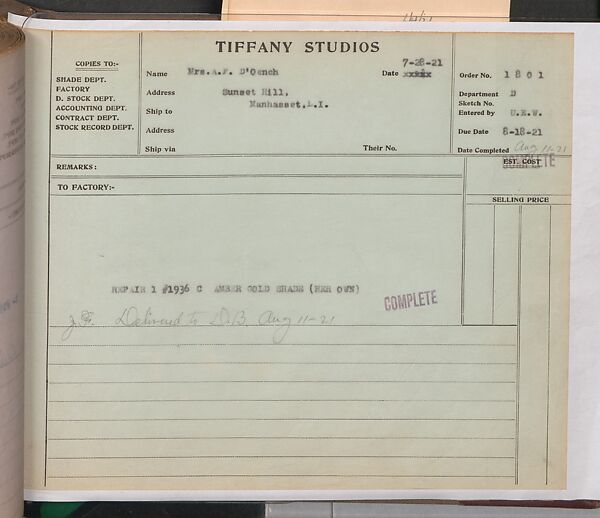 TIFFANY STUDIOS
COPIES TO:-
SHADE DEPT.
FACTORY
D. STOCK DEPT.
ACCOUNTING DEPT.
CONTRACT DEPT.
STOCK RECORD DEPT.
Name Mrs. A.F. D'Oench
7-28-21
Date xxxxx
Address Sunset Hill,
Manhasset, L.I.
Ship to
Address
Ship via Their No.
Order No. 1801
Department D
Sketch No.
Entered by
Due Date 8-18-21
Date Completed Aug 11-21
REMARKS:
EST. COST
COMPLETE
TO FACTORY:-
SELLING PRICE
REPAIR 1 #1936 C AMBER GOLD SHADE (HER OWN)
COMPLETE
Delivered to D.B. Aug 11-21